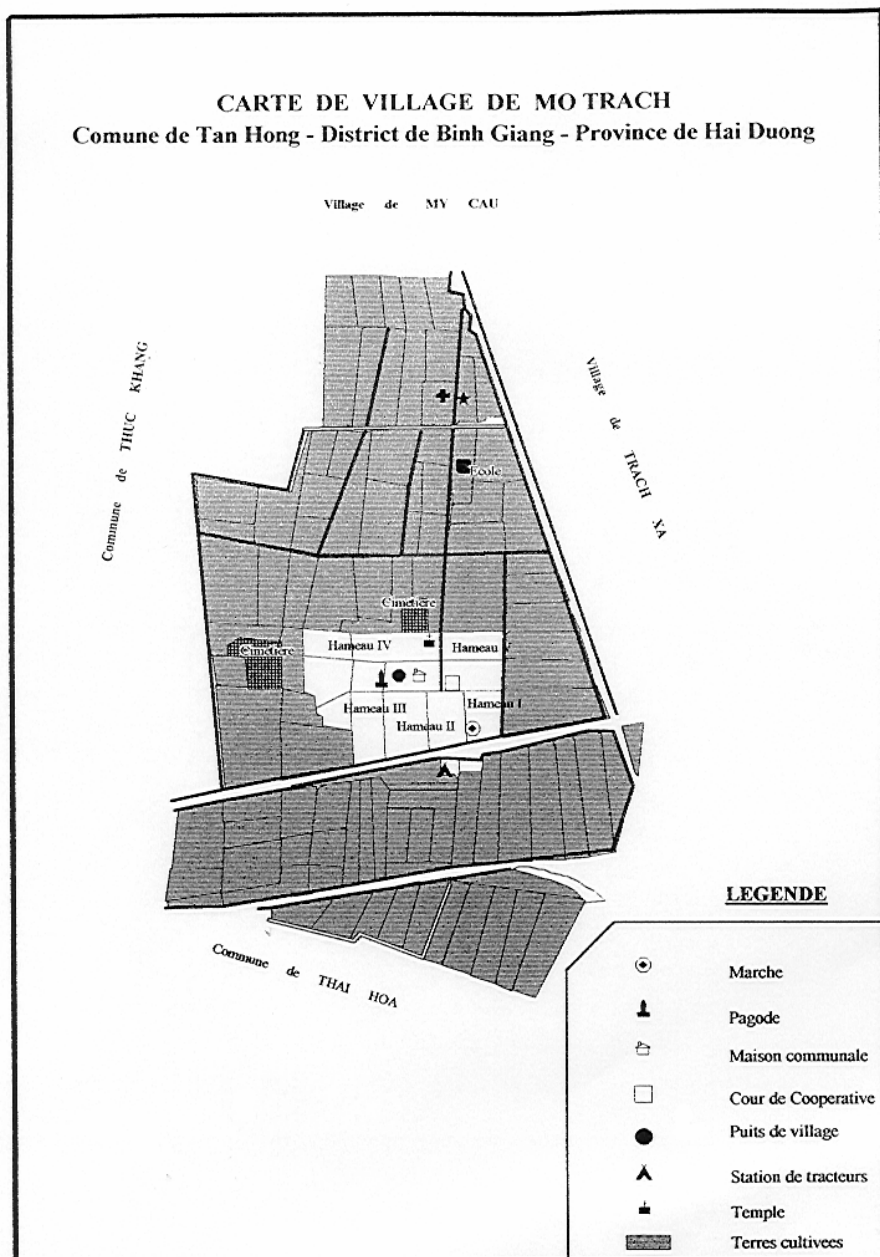 CARTE DE VILLAGE DE MO TRACH
Comune de Tan Hong - District de Binh Giang - Province de Hai Duong
Village de MY CAU
Commune de THUC KHANG
Village de TRACH XA
Ecole
Cimetière
Cimetière
Hameau IV
Hameau V
Hameau III
Hameau I
Hameau II
Commune de THAI HOA
LEGENDE
Marche
Pagode
Maison communale
Cour de Cooperative
Puits de village
Station de tracteurs
Temple
Terres cultivees